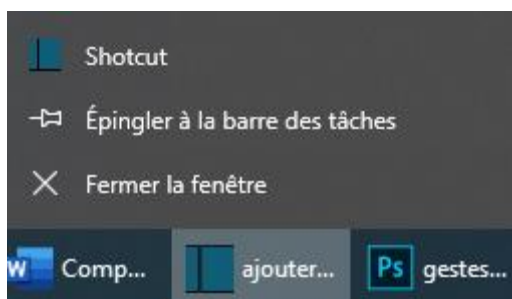 Shotcut
Épingler à la barre des tâches
Fermer la fenêtre
W Comp... ajouter... Ps gestes...